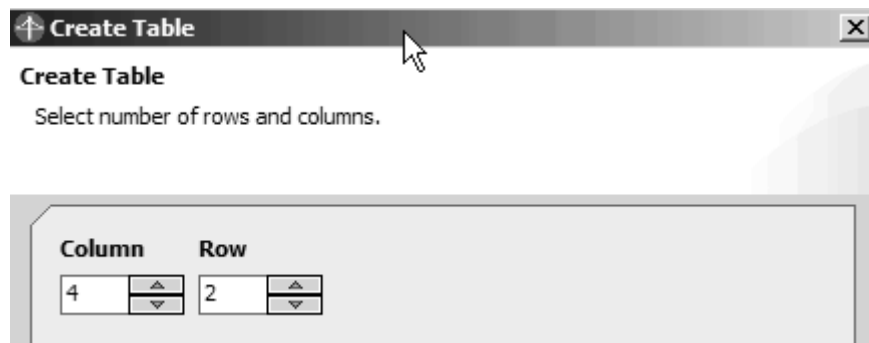 Create Table
Create Table
Select number of rows and columns.
Column Row
4 2